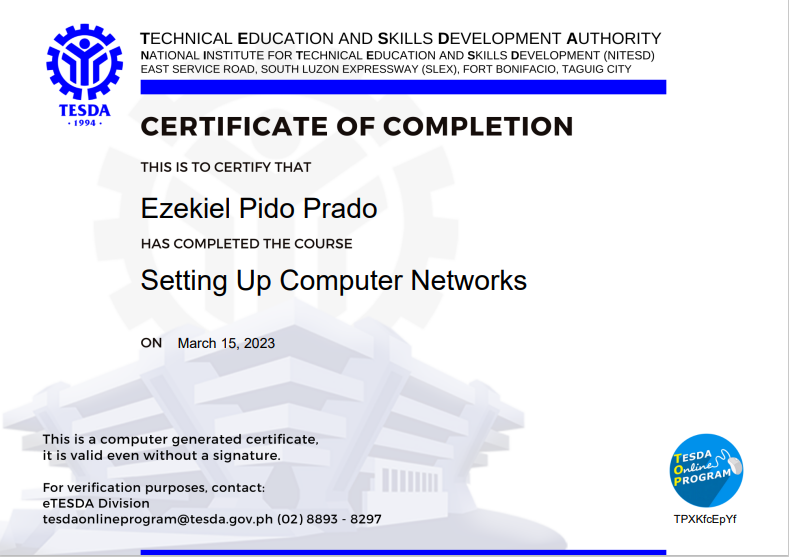 TESDA
· 1994 ·
TECHNICAL EDUCATION AND SKILLS DEVELOPMENT AUTHORITY
NATIONAL INSTITUTE FOR TECHNICAL EDUCATION AND SKILLS DEVELOPMENT (NITESD)
EAST SERVICE ROAD, SOUTH LUZON EXPRESSWAY (SLEX), FORT BONIFACIO, TAGUIG CITY
CERTIFICATE OF COMPLETION
THIS IS TO CERTIFY THAT
Ezekiel Pido Prado
HAS COMPLETED THE COURSE
Setting Up Computer Networks
ON March 15, 2023
This is a computer generated certificate,
it is valid even without a signature.
For verification purposes, contact:
eTESDA Division
tesdaonlineprogram@tesda.gov.ph (02) 8893 - 8297
TESDA
Online
PROGRAM
TPXKfcEpYf